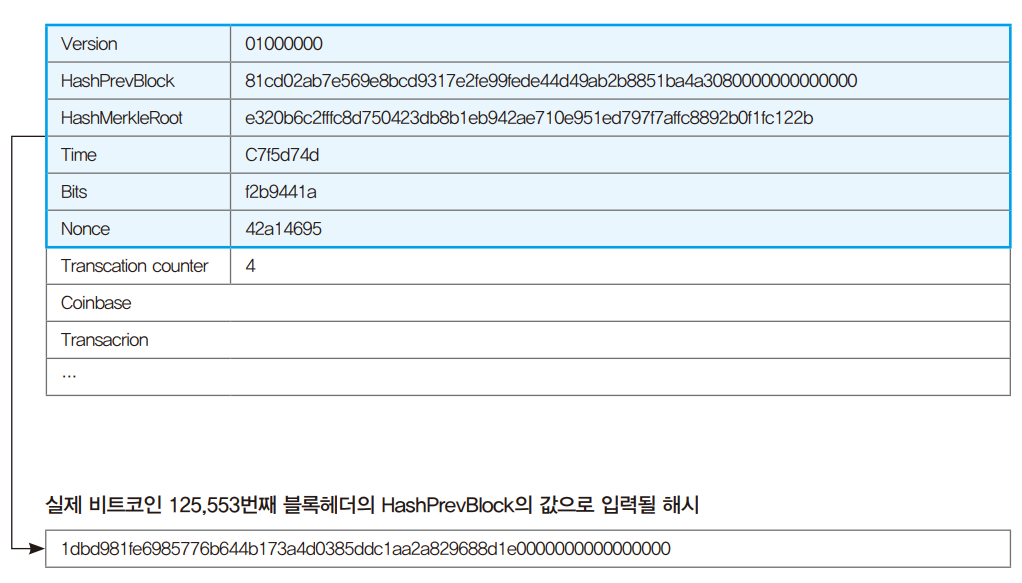 Version 01000000
HashPrevBlock 81cd02ab7e569e8bcd9317e2fe99fede44d49ab2b8851ba4a3080000000000000
HashMerkleRoot e320b6c2fffc8d750423db8b1eb942ae710e951ed797f7affc8892b0f1fc122b
Time C7f5d74d
Bits f2b9441a
Nonce 42a14695
Transcation counter 4
Coinbase
Transacrion
…
실제 비트코인 125,553번째 블록헤더의 HashPrevBlock의 값으로 입력될 해시
1dbd981fe6985776b644b173a4d0385ddc1aa2a829688d1e0000000000000000